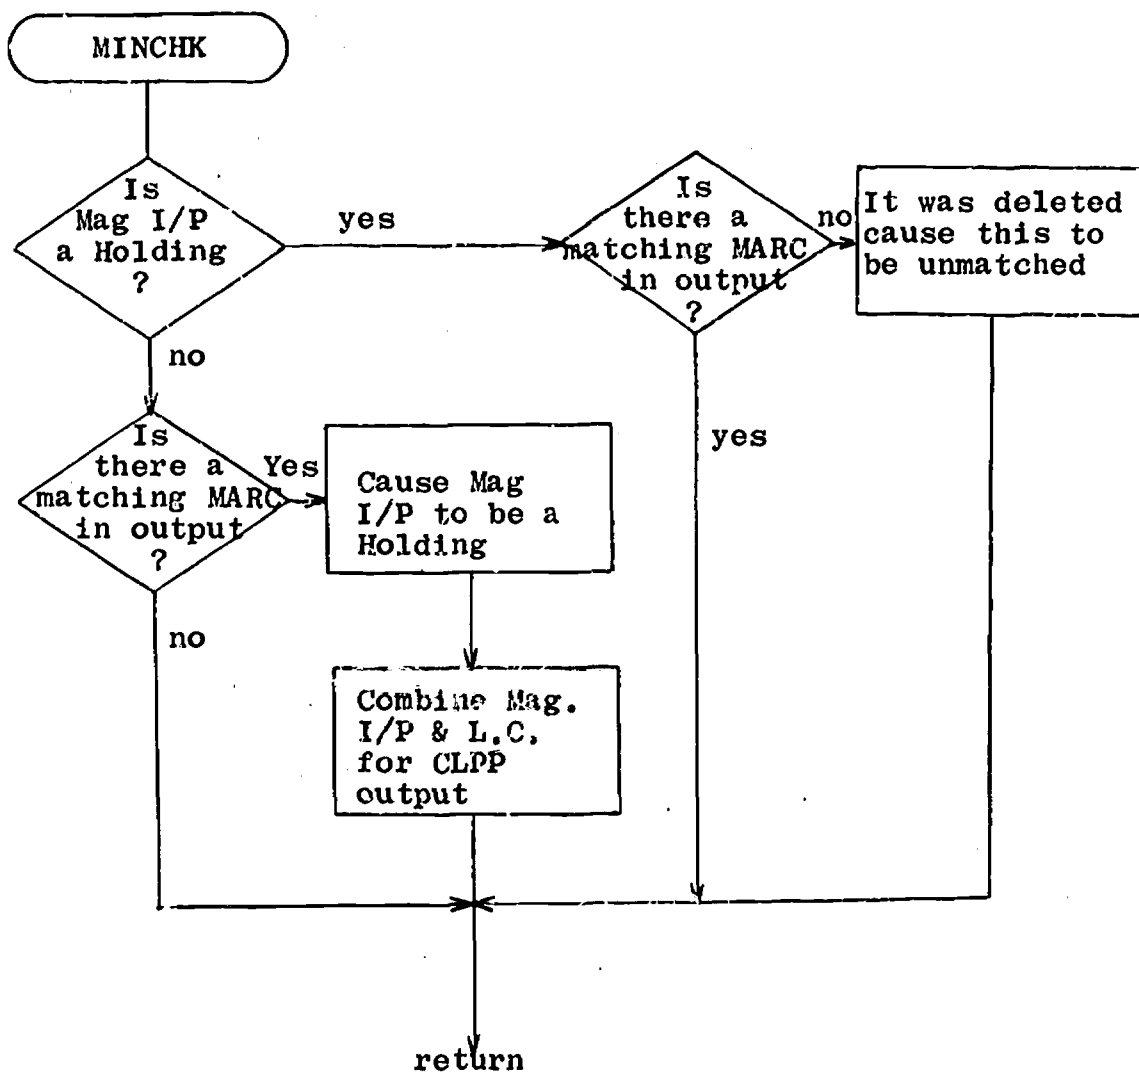 MINCHK
Is
Mag I/P
a Holding
?
yes
Is
there a
matching MARC
in output
?
no
It was deleted
cause this to
be unmatched
no
yes
Is
there a
matching MARC
in output
?
Yes
Cause Mag
I/P to be a
Holding
no
Combine Mag.
I/P & L.C.
for CLPP
output
return